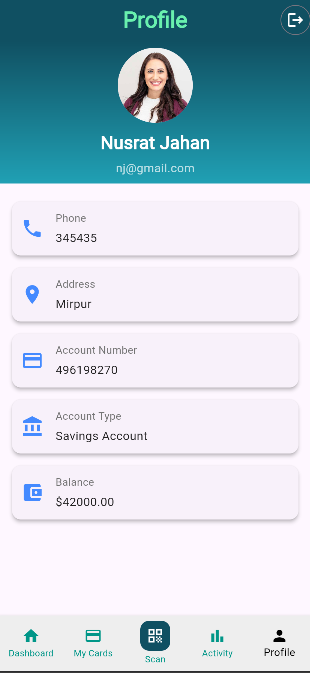 Profile
Nusrat Jahan
nj@gmail.com
Phone
345435
Address
Mirpur
Account Number
496198270
Account Type
Savings Account
Balance
$42000.00
Dashboard
My Cards
Scan
Activity
Profile